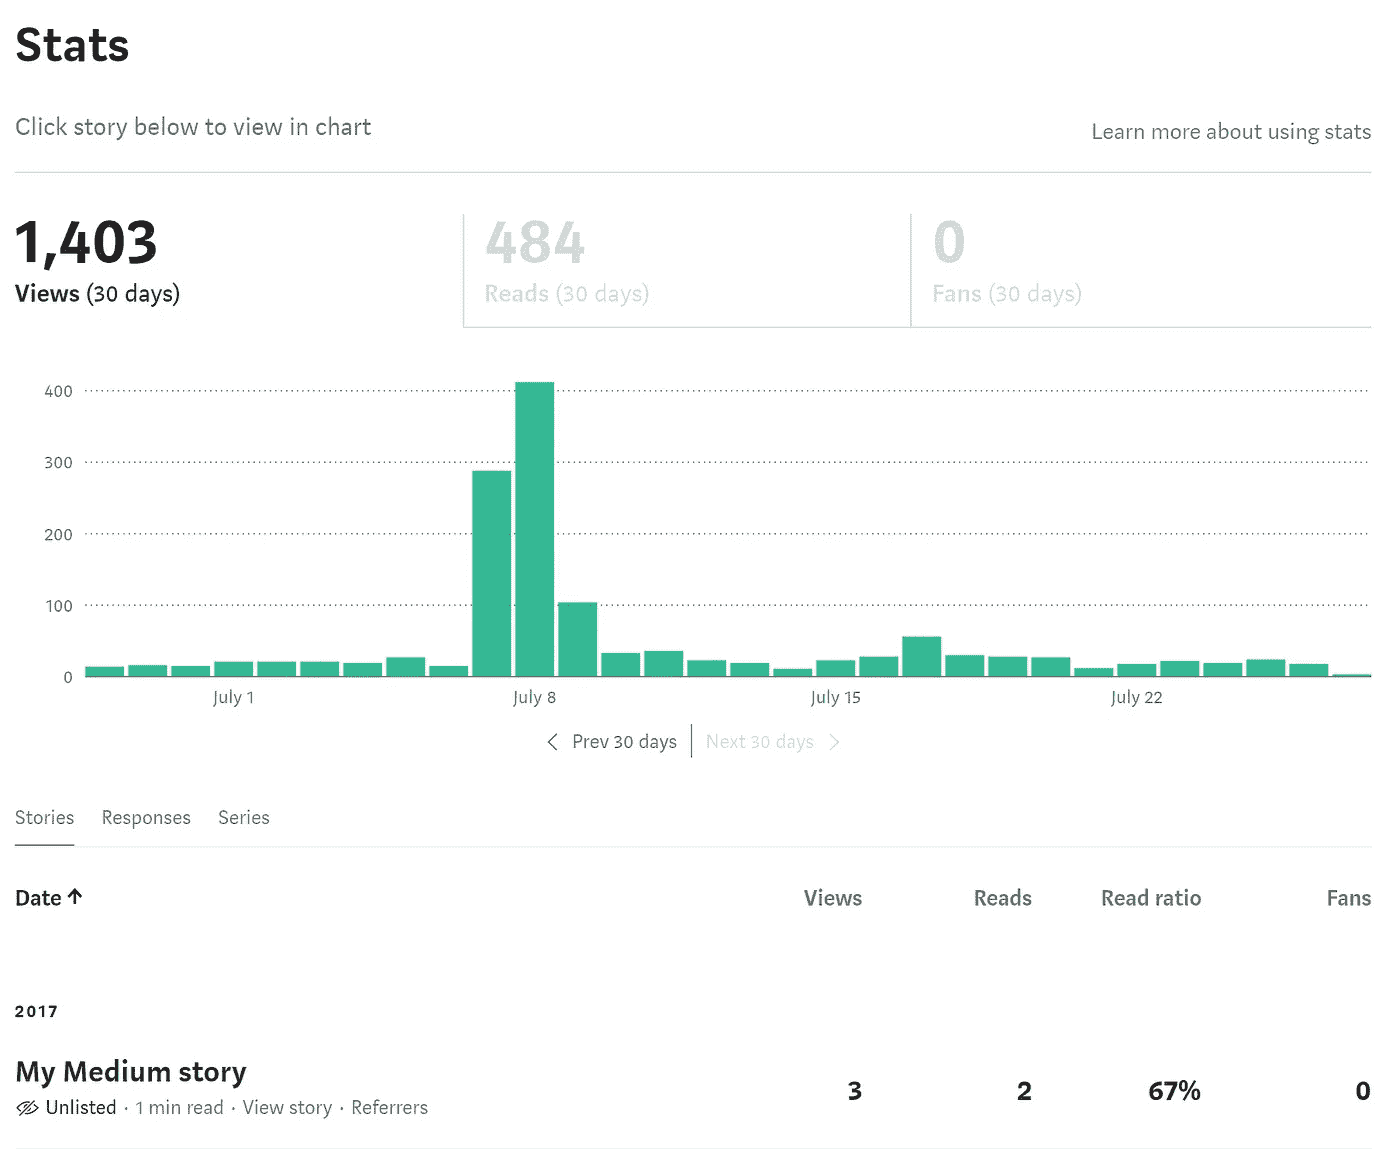 Stats
Click story below to view in chart
Learn more about using stats
1,403
Views (30 days)
484
Reads (30 days)
0
Fans (30 days)
400
300
200
100
0
July 1 July 8 July 15 July 22
Prev 30 days Next 30 days
Stories Responses Series
Date ↑ Views Reads Read ratio Fans
2017
My Medium story
Unlisted · 1 min read · View story · Referrers
3 2 67% 0